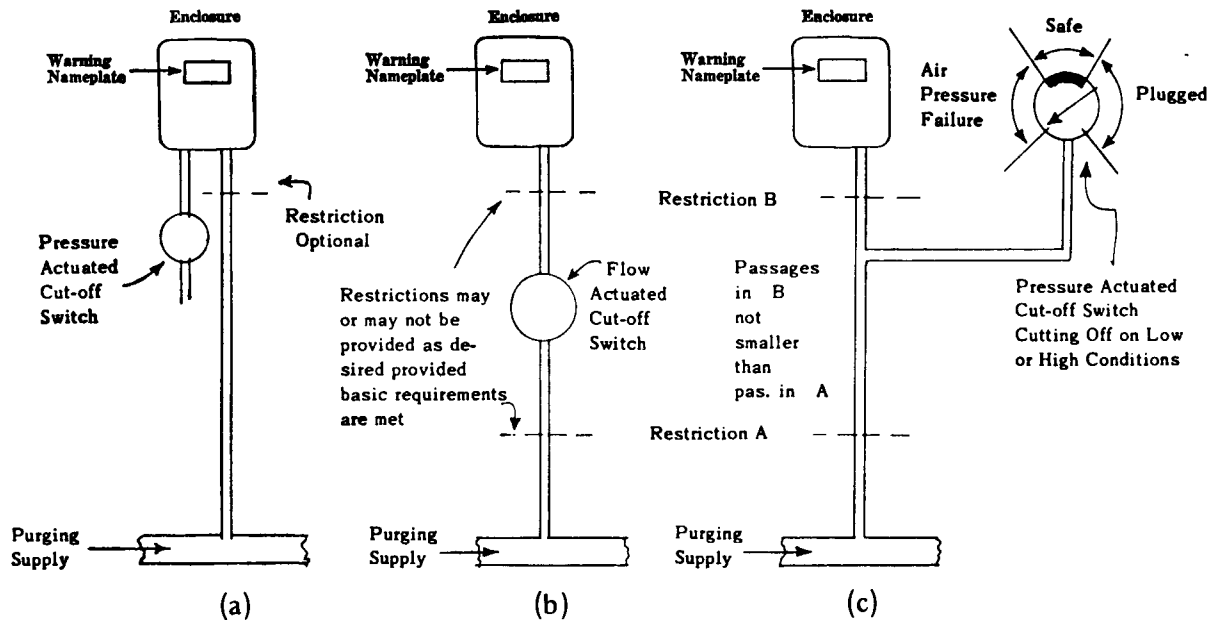 Enclosure
Warning
Nameplate
Pressure
Actuated
Cut-off
Switch
Restriction
Optional
Purging
Supply
(a)
Enclosure
Warning
Nameplate
Restrictions may
or may not be
provided as de-
sired provided
basic requirements
are met
Flow
Actuated
Cut-off
Switch
Purging
Supply
(b)
Enclosure
Warning
Nameplate
Restriction B
Passages
in B
not
smaller
than
pas. in A
Restriction A
Purging
Supply
(c)
Safe
Air
Pressure
Failure
Plugged
Pressure Actuated
Cut-off Switch
Cutting Off on Low
or High Conditions